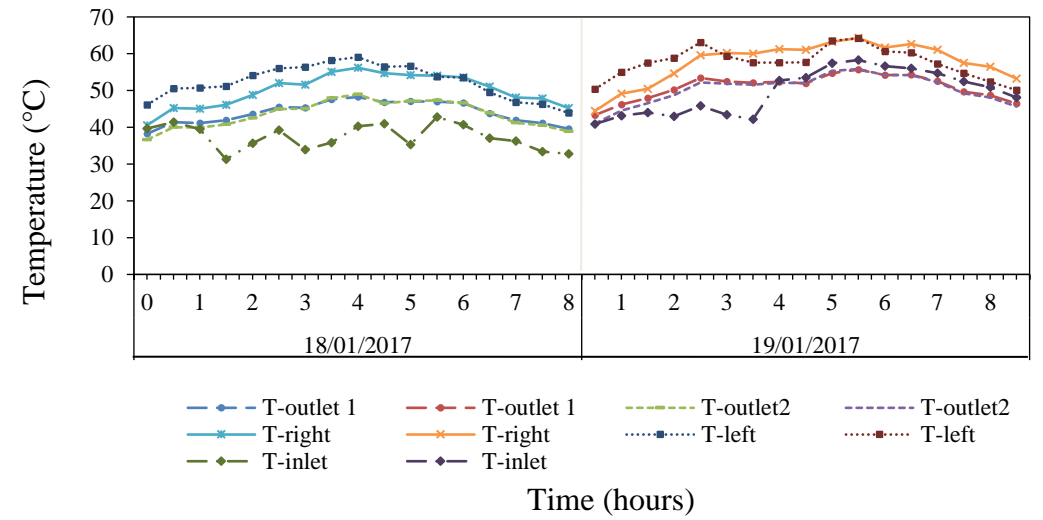 70
60
50
40
30
20
10
0
Temperature (°C)
0 1 2 3 4 5 6 7 8 1 2 3 4 5 6 7 8
18/01/2017 19/01/2017
T-outlet 1 T-outlet 1 T-outlet2 T-outlet2
T-right T-right T-left T-left
T-inlet T-inlet
Time (hours)